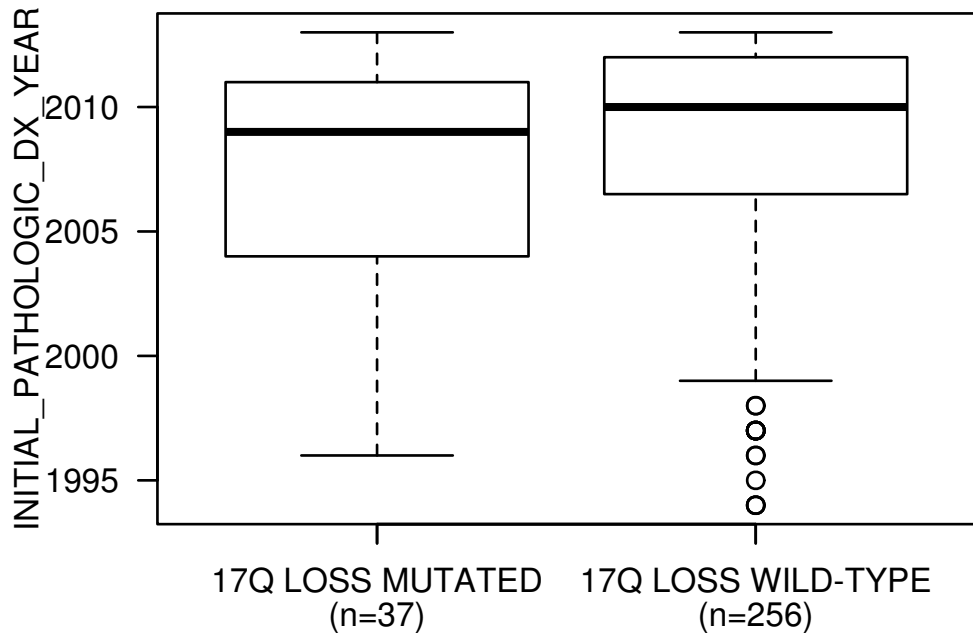 INITIAL_PATHOLOGIC_DX_YEAR
2010
2005
2000
1995
17Q LOSS MUTATED
(n=37)
17Q LOSS WILD-TYPE
(n=256)